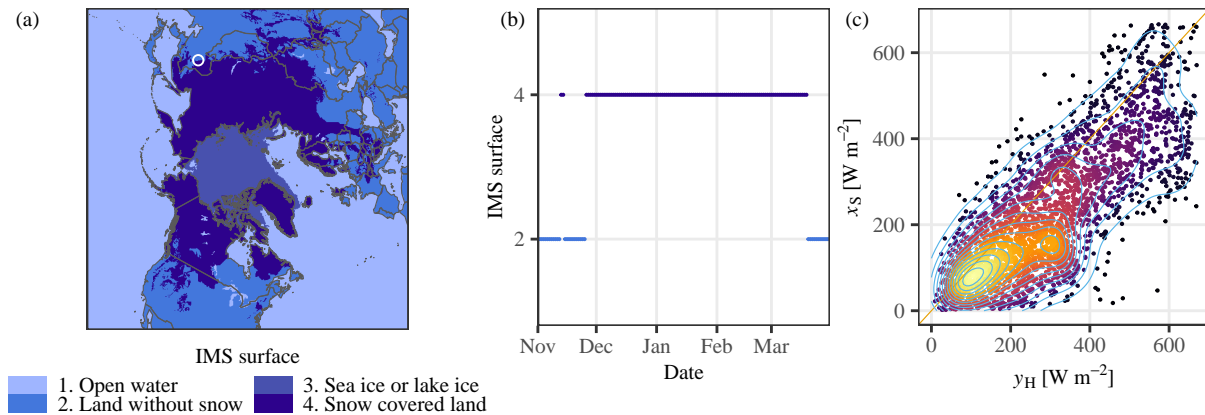 (a)
IMS surface
1. Open water
2. Land without snow
3. Sea ice or lake ice
4. Snow covered land
(b)
IMS surface
4
2
Nov Dec Jan Feb Mar
Date
(c)
x_S [W m⁻²]
600
400
200
0
0 200 400 600
y_H [W m⁻²]